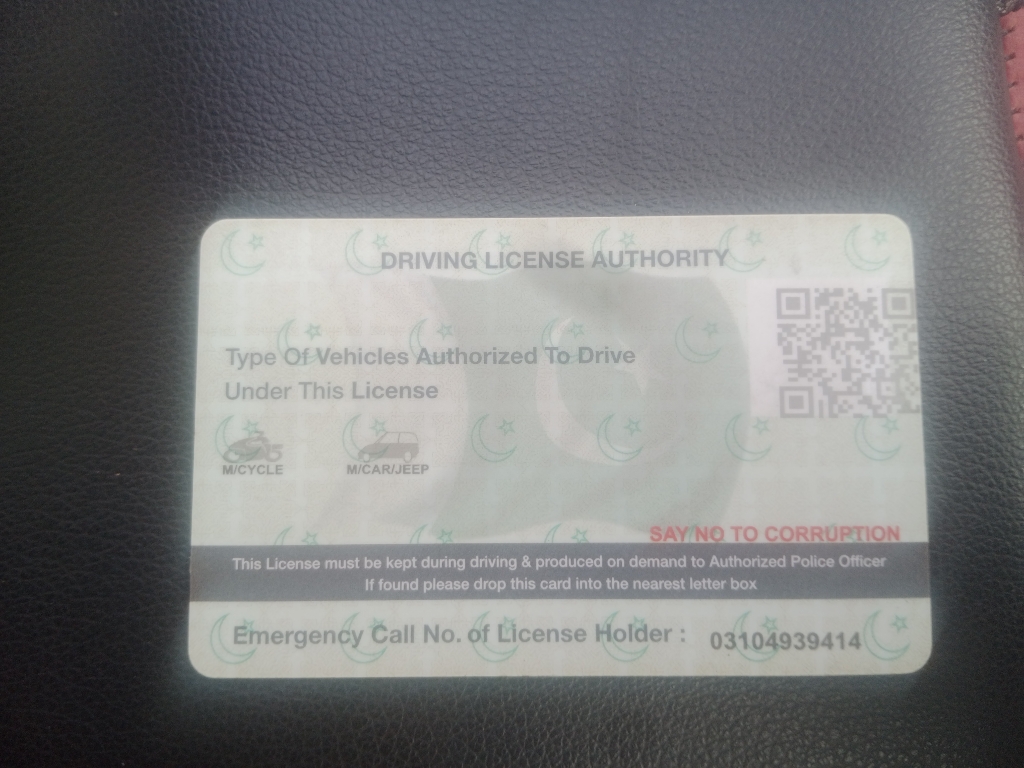 DRIVING LICENSE AUTHORITY
Type Of Vehicles Authorized To Drive
Under This License
M/CYCLE M/CAR/JEEP
SAY NO TO CORRUPTION
This License must be kept during driving & produced on demand to Authorized Police Officer
If found please drop this card into the nearest letter box
Emergency Call No. of License Holder : 03104939414